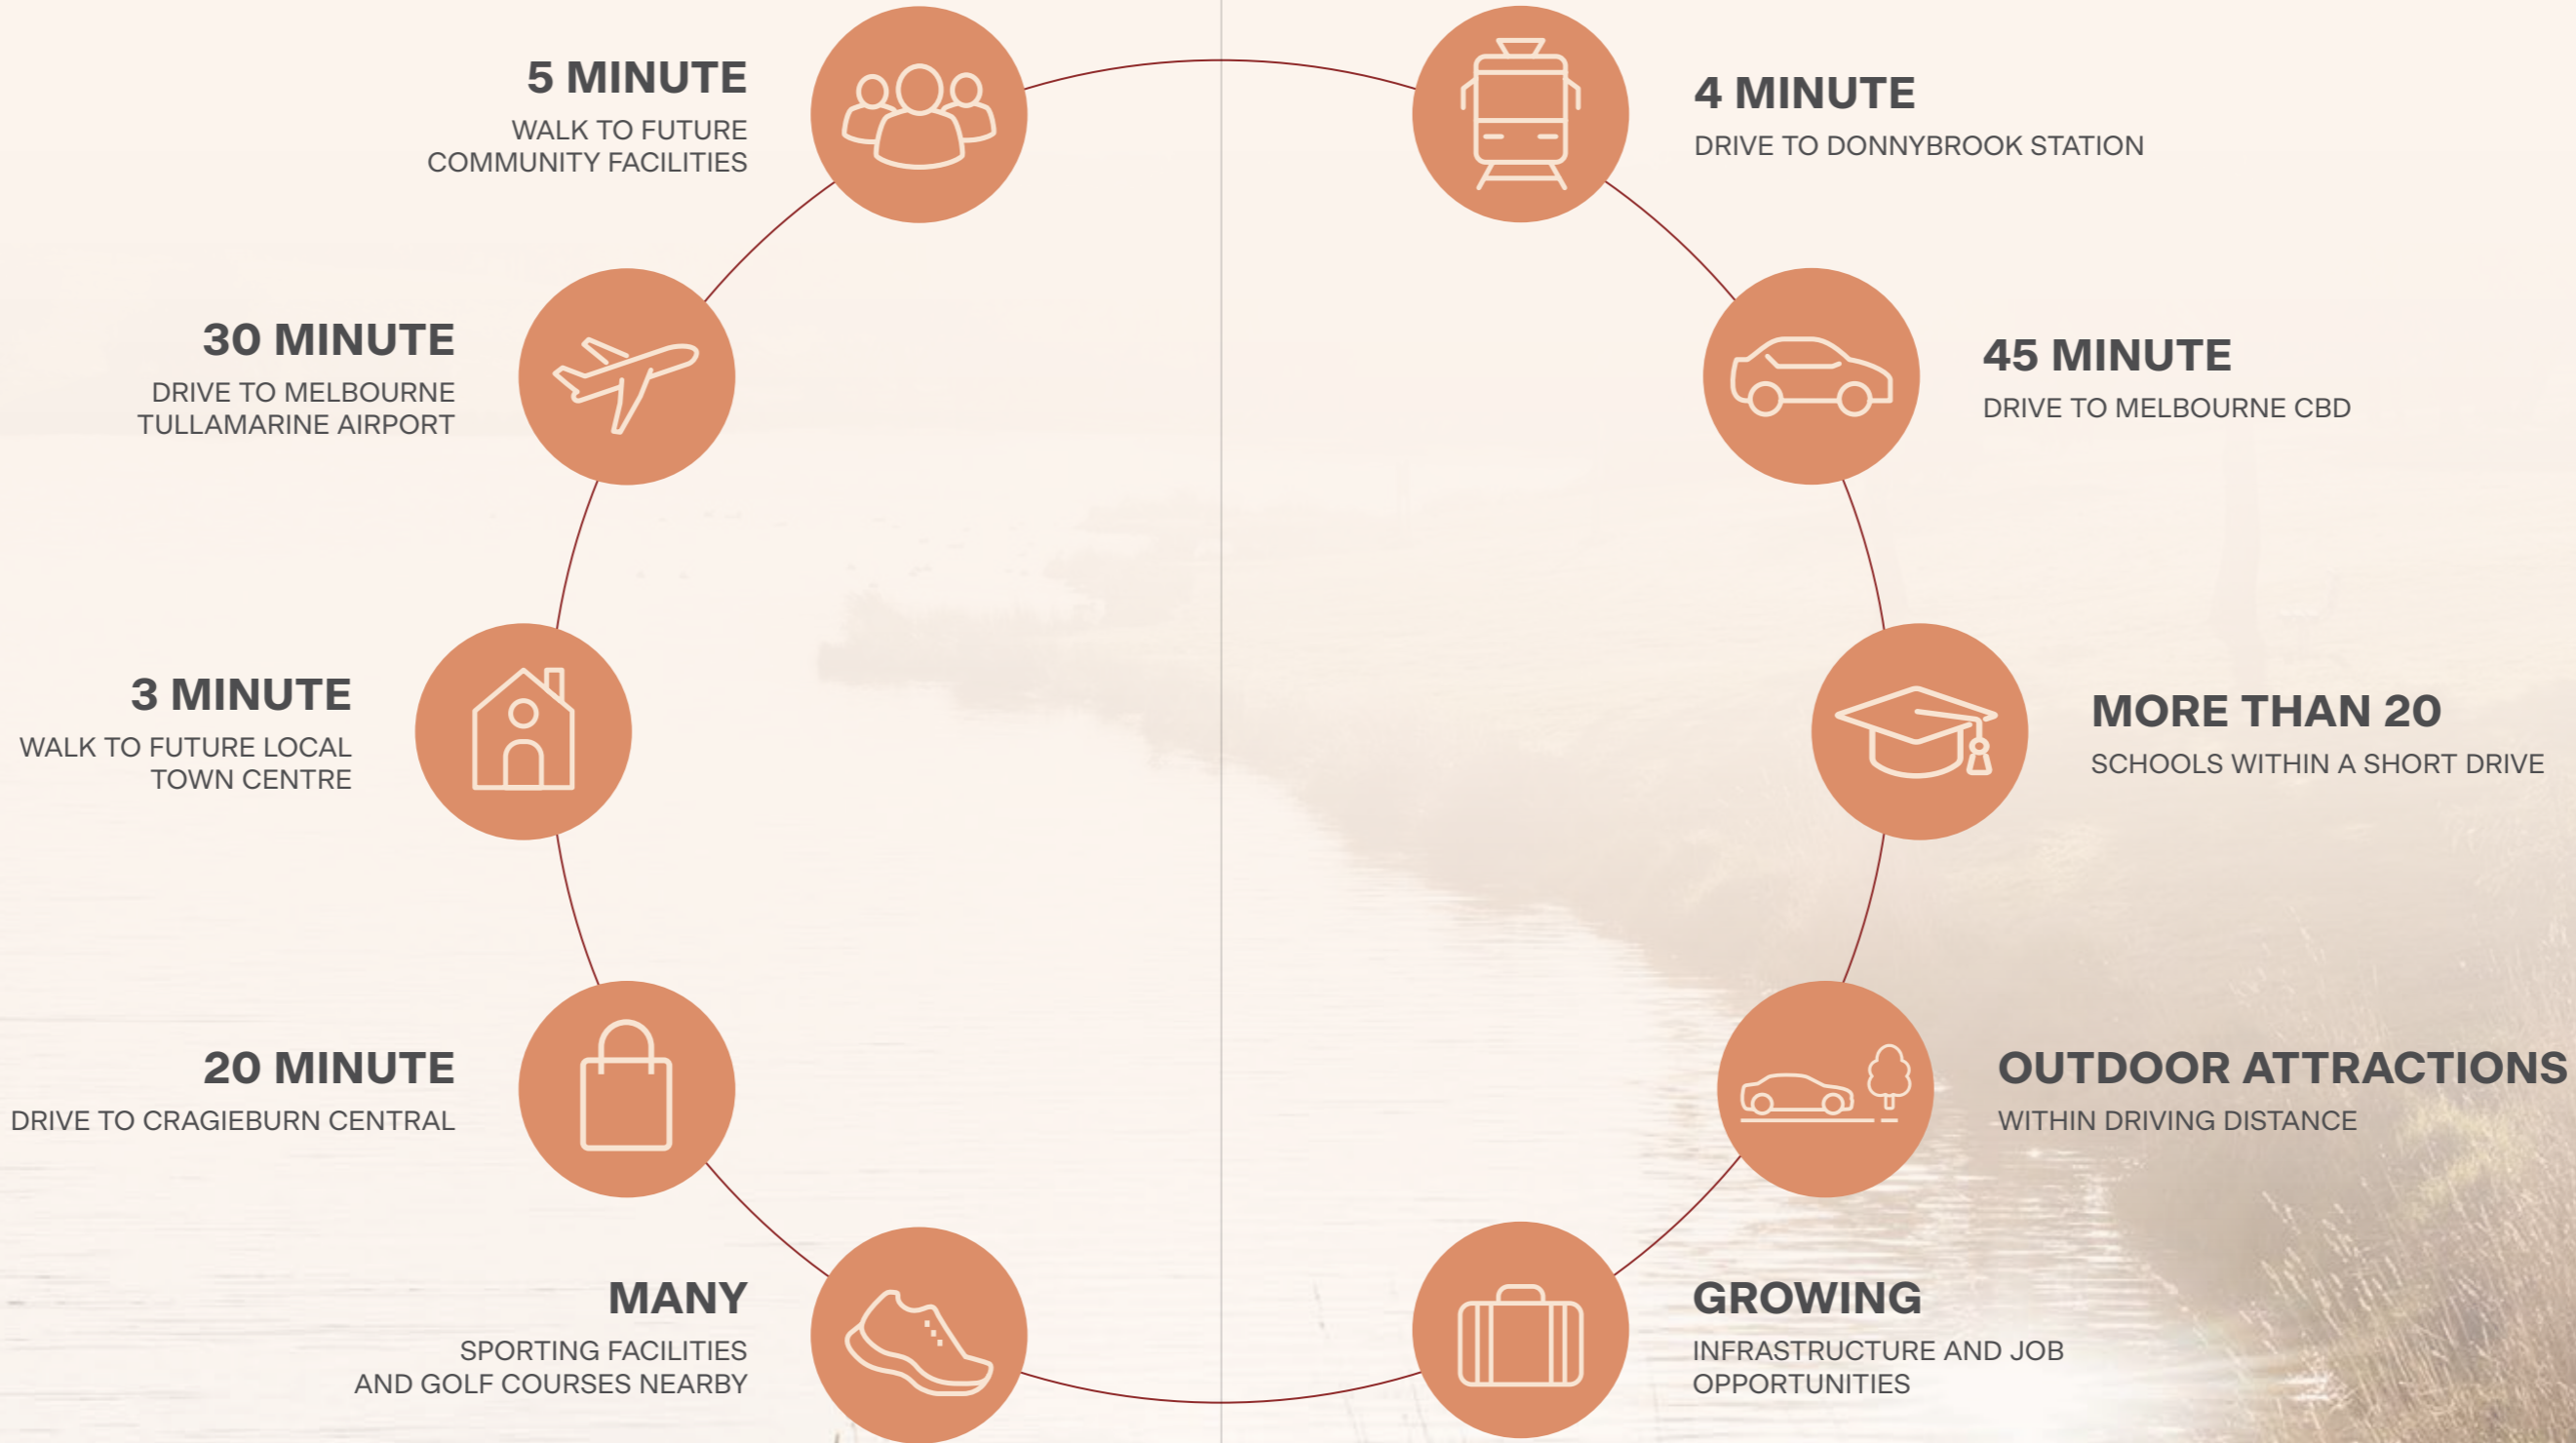 5 MINUTE
WALK TO FUTURE
COMMUNITY FACILITIES
30 MINUTE
DRIVE TO MELBOURNE
TULLAMARINE AIRPORT
3 MINUTE
WALK TO FUTURE LOCAL
TOWN CENTRE
20 MINUTE
DRIVE TO CRAGIEBURN CENTRAL
MANY
SPORTING FACILITIES
AND GOLF COURSES NEARBY
4 MINUTE
DRIVE TO DONNYBROOK STATION
45 MINUTE
DRIVE TO MELBOURNE CBD
MORE THAN 20
SCHOOLS WITHIN A SHORT DRIVE
OUTDOOR ATTRACTIONS
WITHIN DRIVING DISTANCE
GROWING
INFRASTRUCTURE AND JOB
OPPORTUNITIES